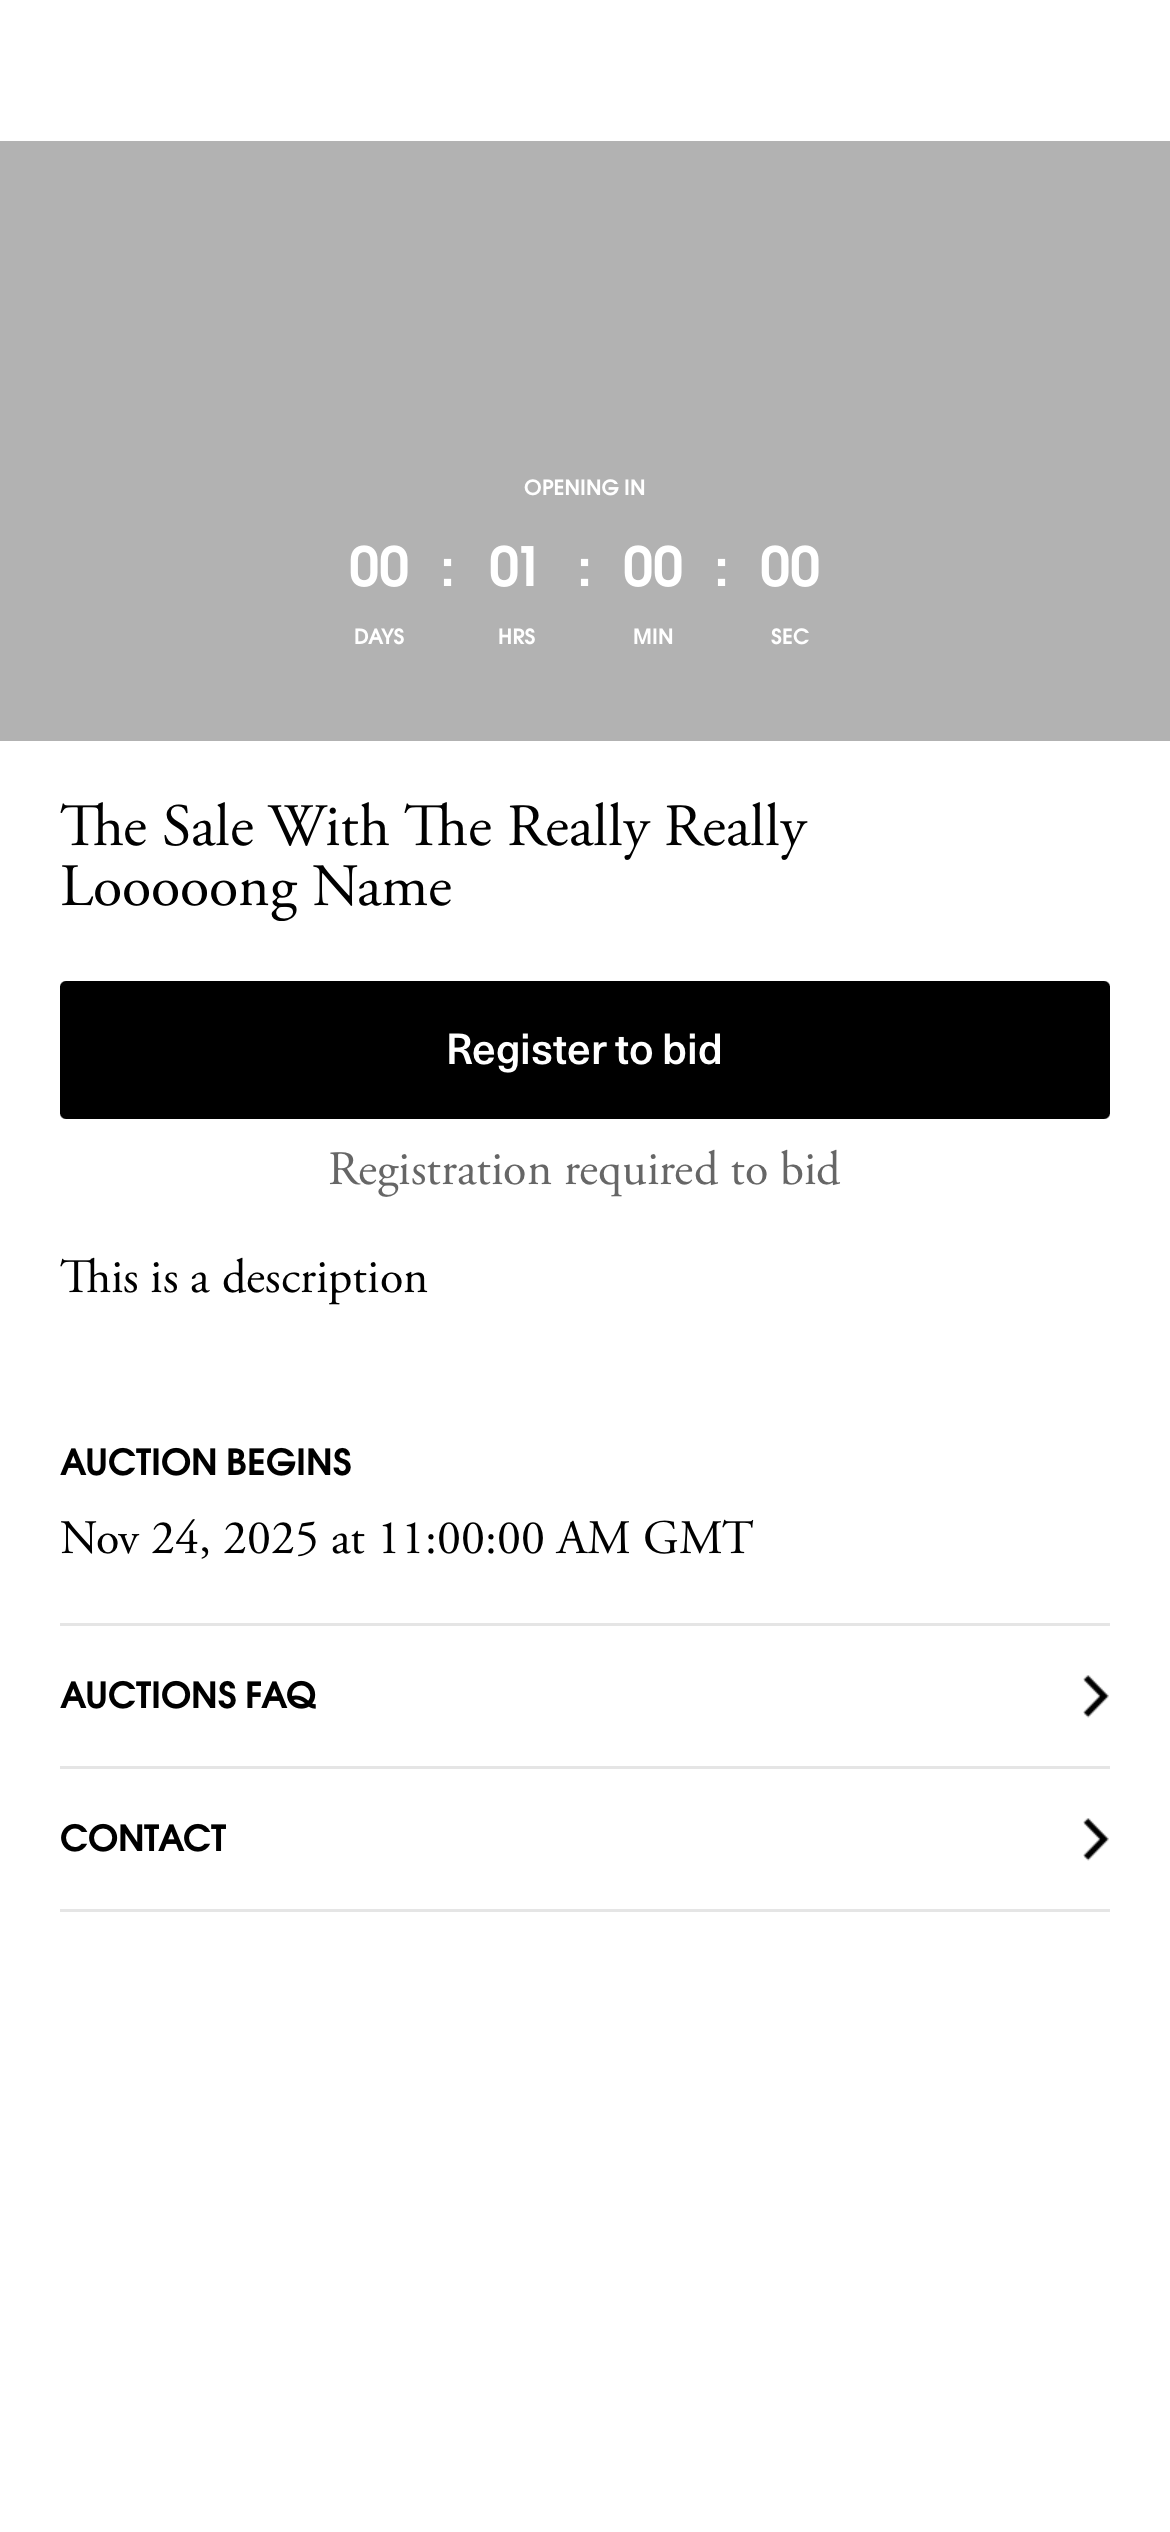 OPENING IN
00 : 01 : 00 : 00
DAYS HRS MIN SEC
The Sale With The Really Really
Looooong Name
Register to bid
Registration required to bid
This is a description
AUCTION BEGINS
Nov 24, 2025 at 11:00:00 AM GMT
AUCTIONS FAQ
CONTACT